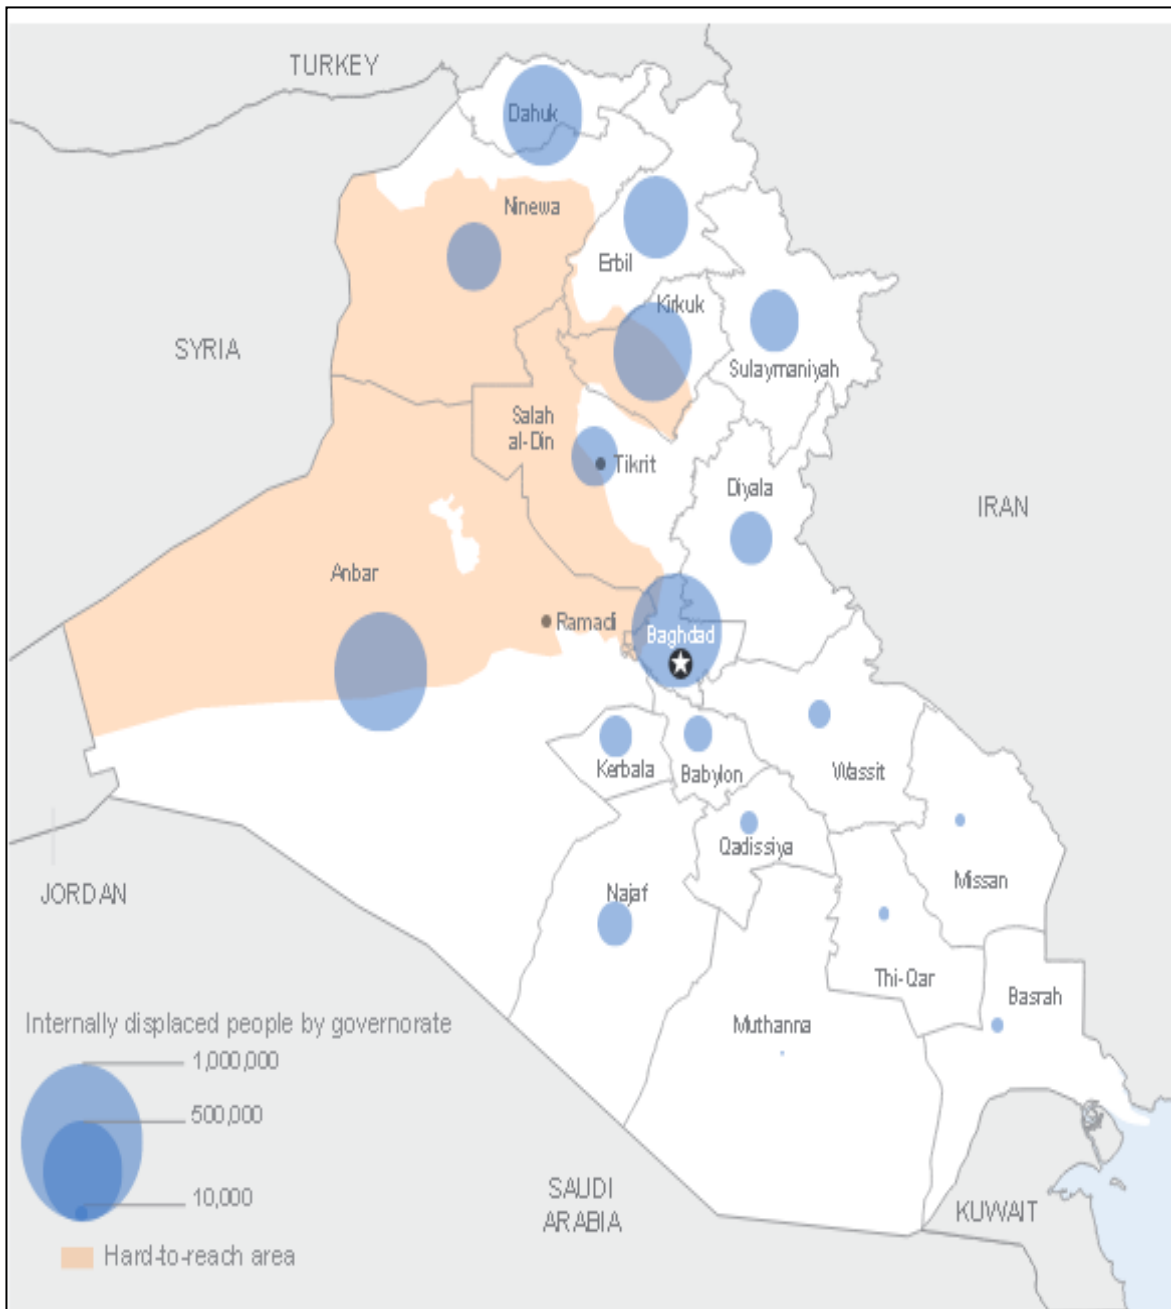 TURKEY
Dahuk
Ninewa
Erbil
Kirkuk
SYRIA
Sulaymaniyah
Salah
al-Din
Tikrit
Diyala
IRAN
Anbar
Ramadi
Baghdad
Kerbala
Babylon
Wassit
Qadissiya
Missan
JORDAN
Najaf
Thi-Qar
Basrah
Muthanna
Internally displaced people by governorate
1,000,000
500,000
10,000
SAUDI
ARABIA
KUWAIT
Hard-to-reach area